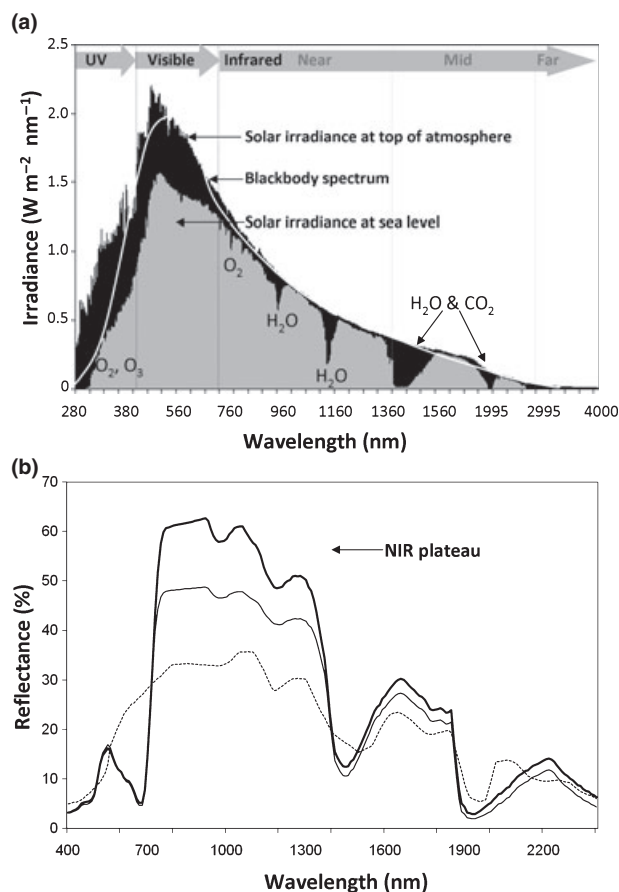 (a)
2.5
UV Visible Infrared Near Mid Far
2.0
Solar irradiance at top of atmosphere
Blackbody spectrum
1.5
Solar irradiance at sea level
Irradiance (W m⁻² nm⁻¹)
1.0
O₂
H₂O & CO₂
0.5
H₂O
O₂, O₃
H₂O
0
280 380 560 760 960 1160 1360 1560 1995 2995 4000
Wavelength (nm)
(b)
70
60
NIR plateau
50
Reflectance (%)
40
30
20
10
0
400 700 1000 1300 1600 1900 2200
Wavelength (nm)